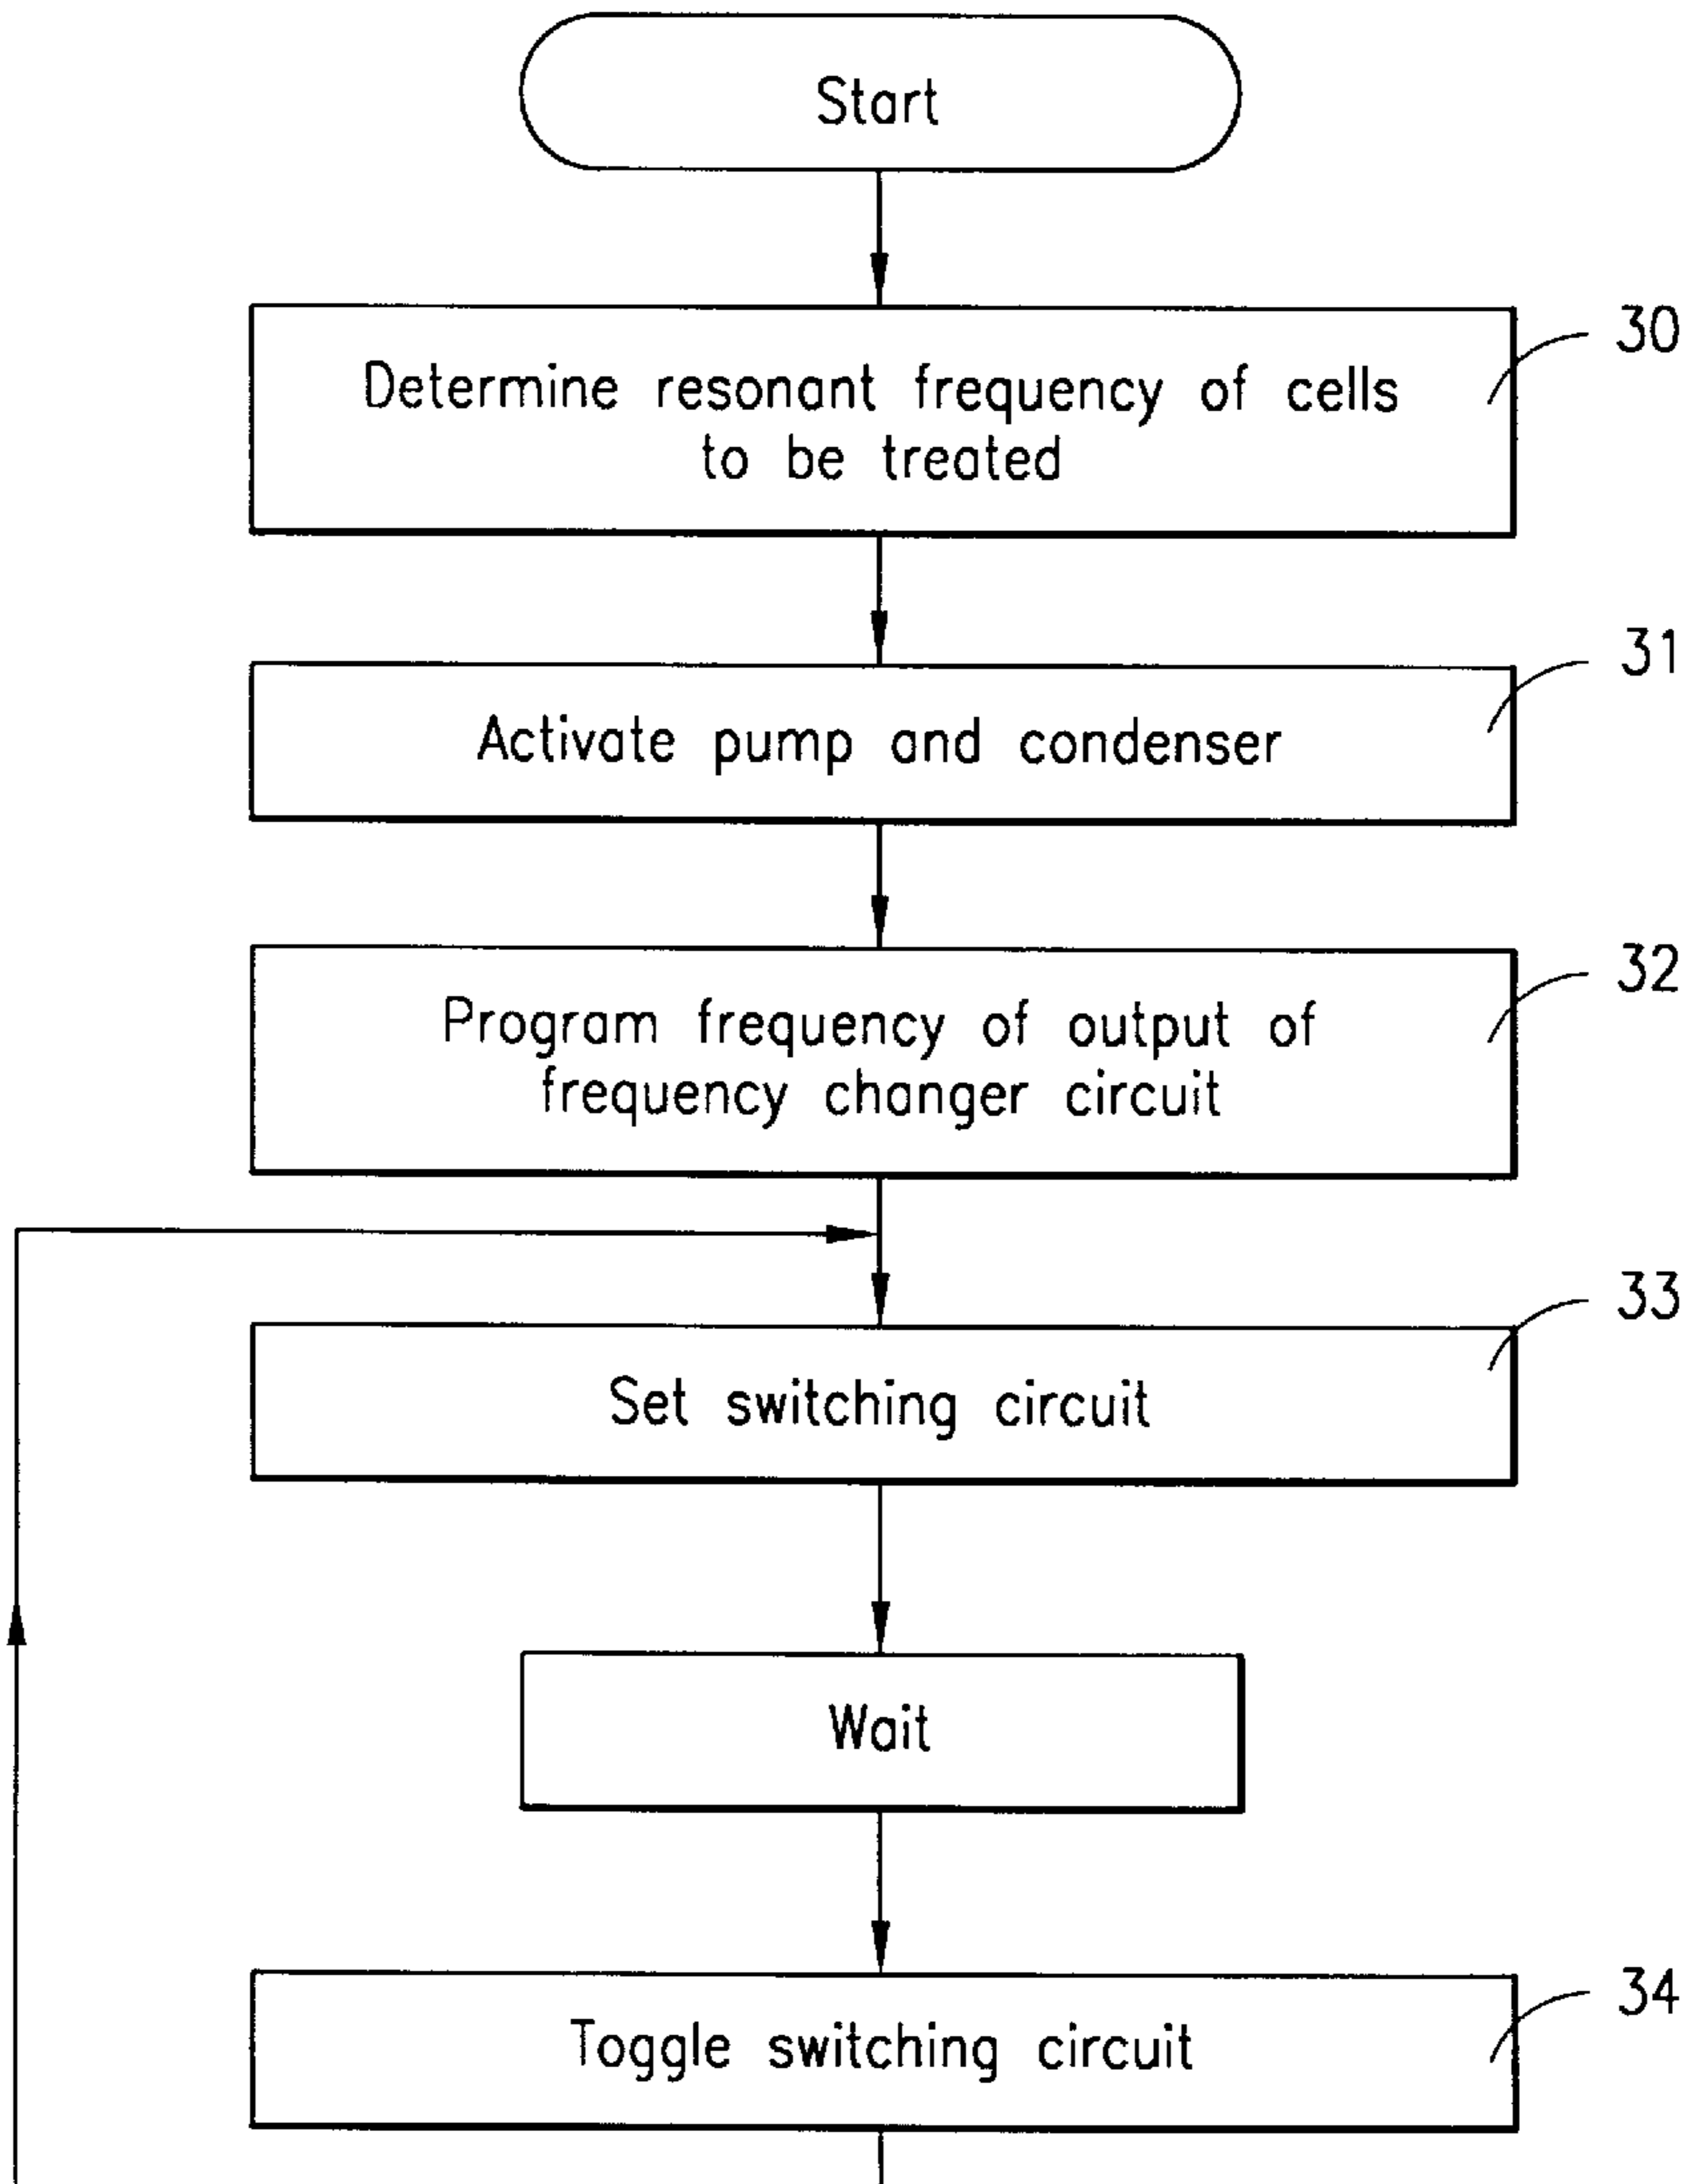 Start
30
Determine resonant frequency of cells
to be treated
31
Activate pump and condenser
32
Program frequency of output of
frequency changer circuit
33
Set switching circuit
Wait
34
Toggle switching circuit